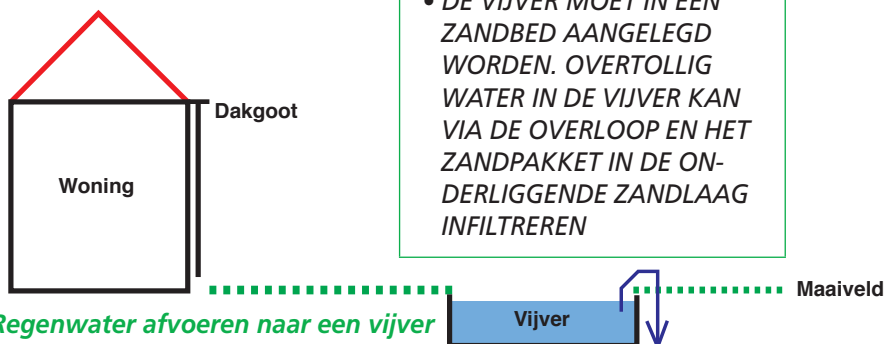 • DE VIJVER MOET IN EEN
ZANDBED AANGELEGD
WORDEN. OVERTOLLIG
WATER IN DE VIJVER KAN
VIA DE OVERLOOP EN HET
ZANDPAKKET IN DE ON-
DERLIGGENDE ZANDLAAG
INFILTREREN
Dakgoot
Woning
Maaiveld
Regenwater afvoeren naar een vijver
Vijver